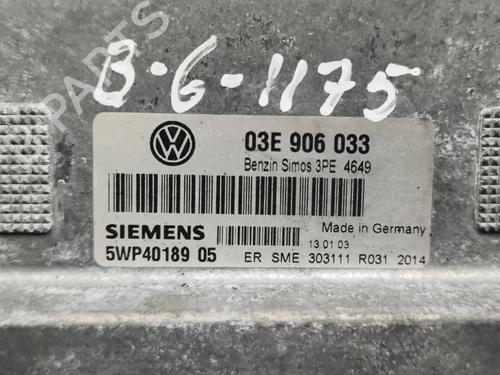 B-G-1175
03E 906 033
Benzin Simos 3PE 4649
SIEMENS
Made in Germany
13 01 03
5WP40189 05
ER SME 303111 R031 2014